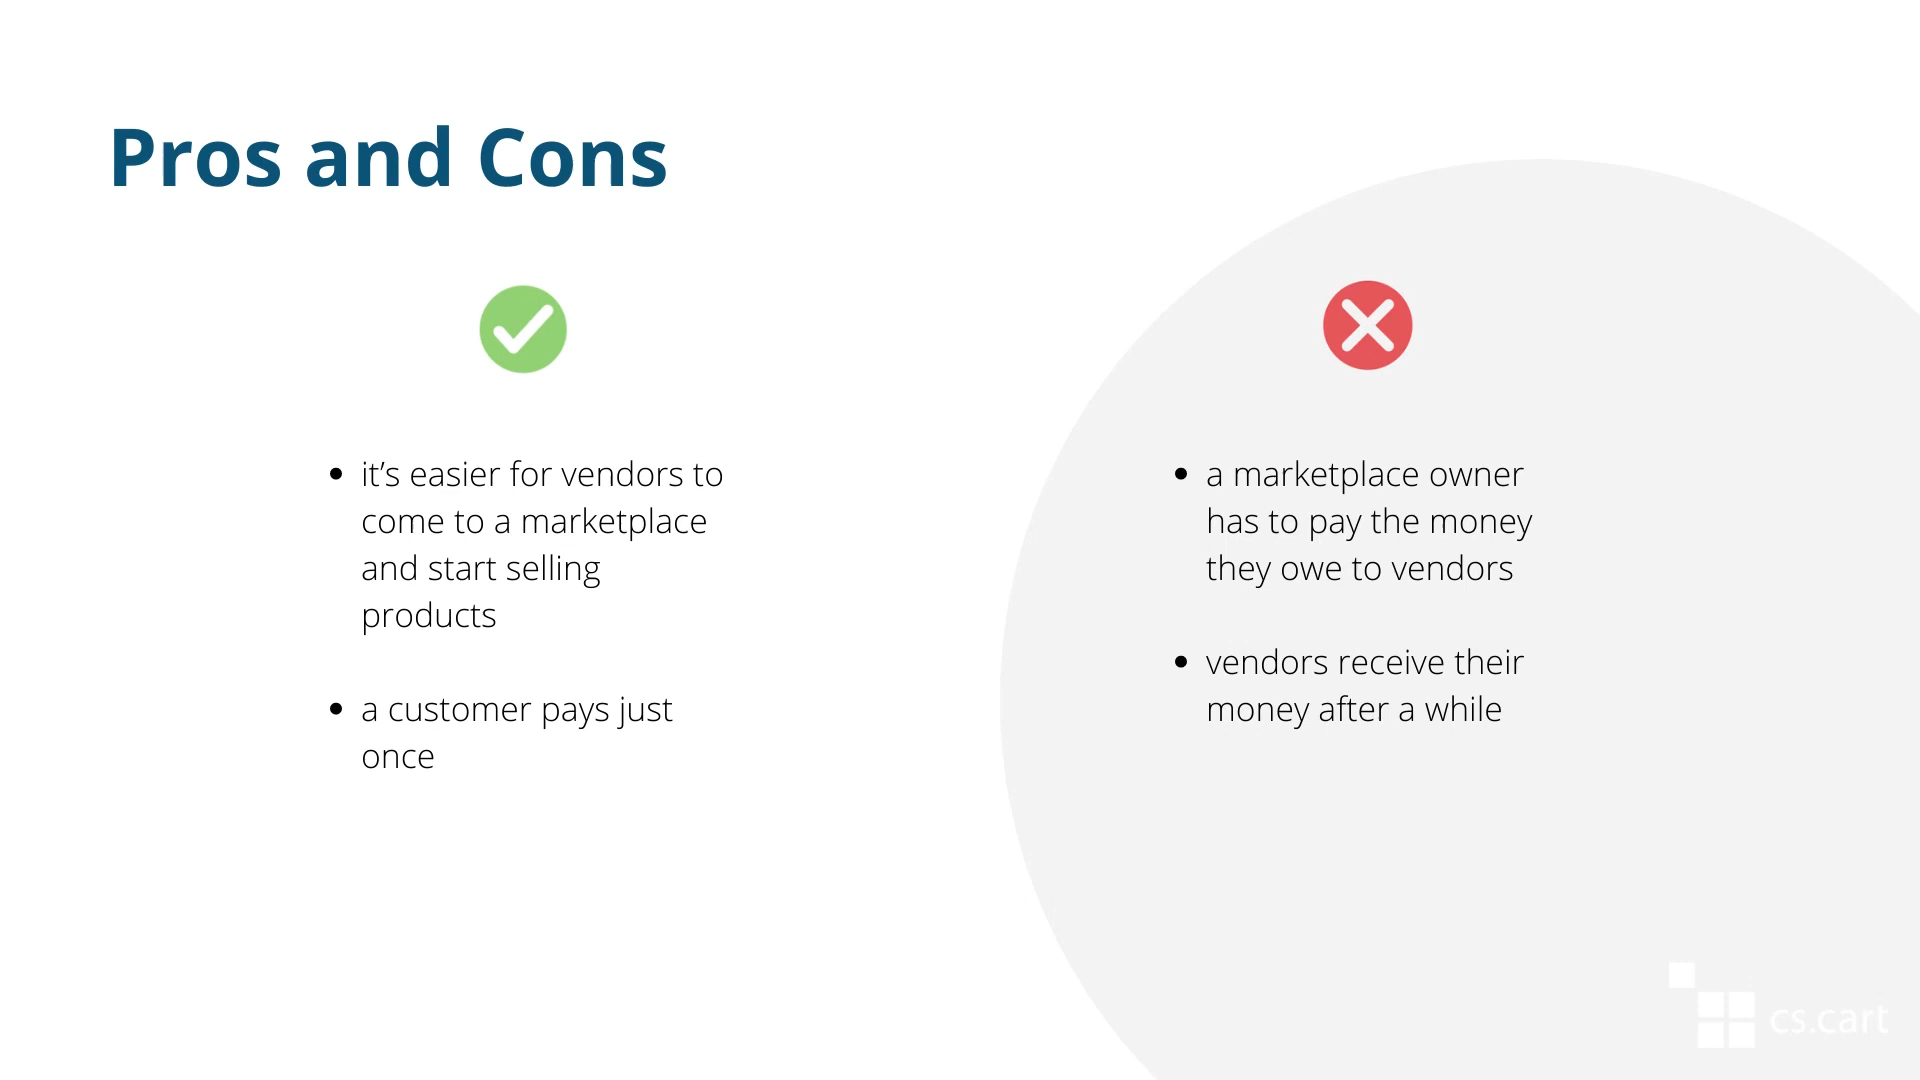 Pros and Cons
it’s easier for vendors to
come to a marketplace
and start selling
products
a customer pays just
once
a marketplace owner
has to pay the money
they owe to vendors
vendors receive their
money after a while
cs.cart